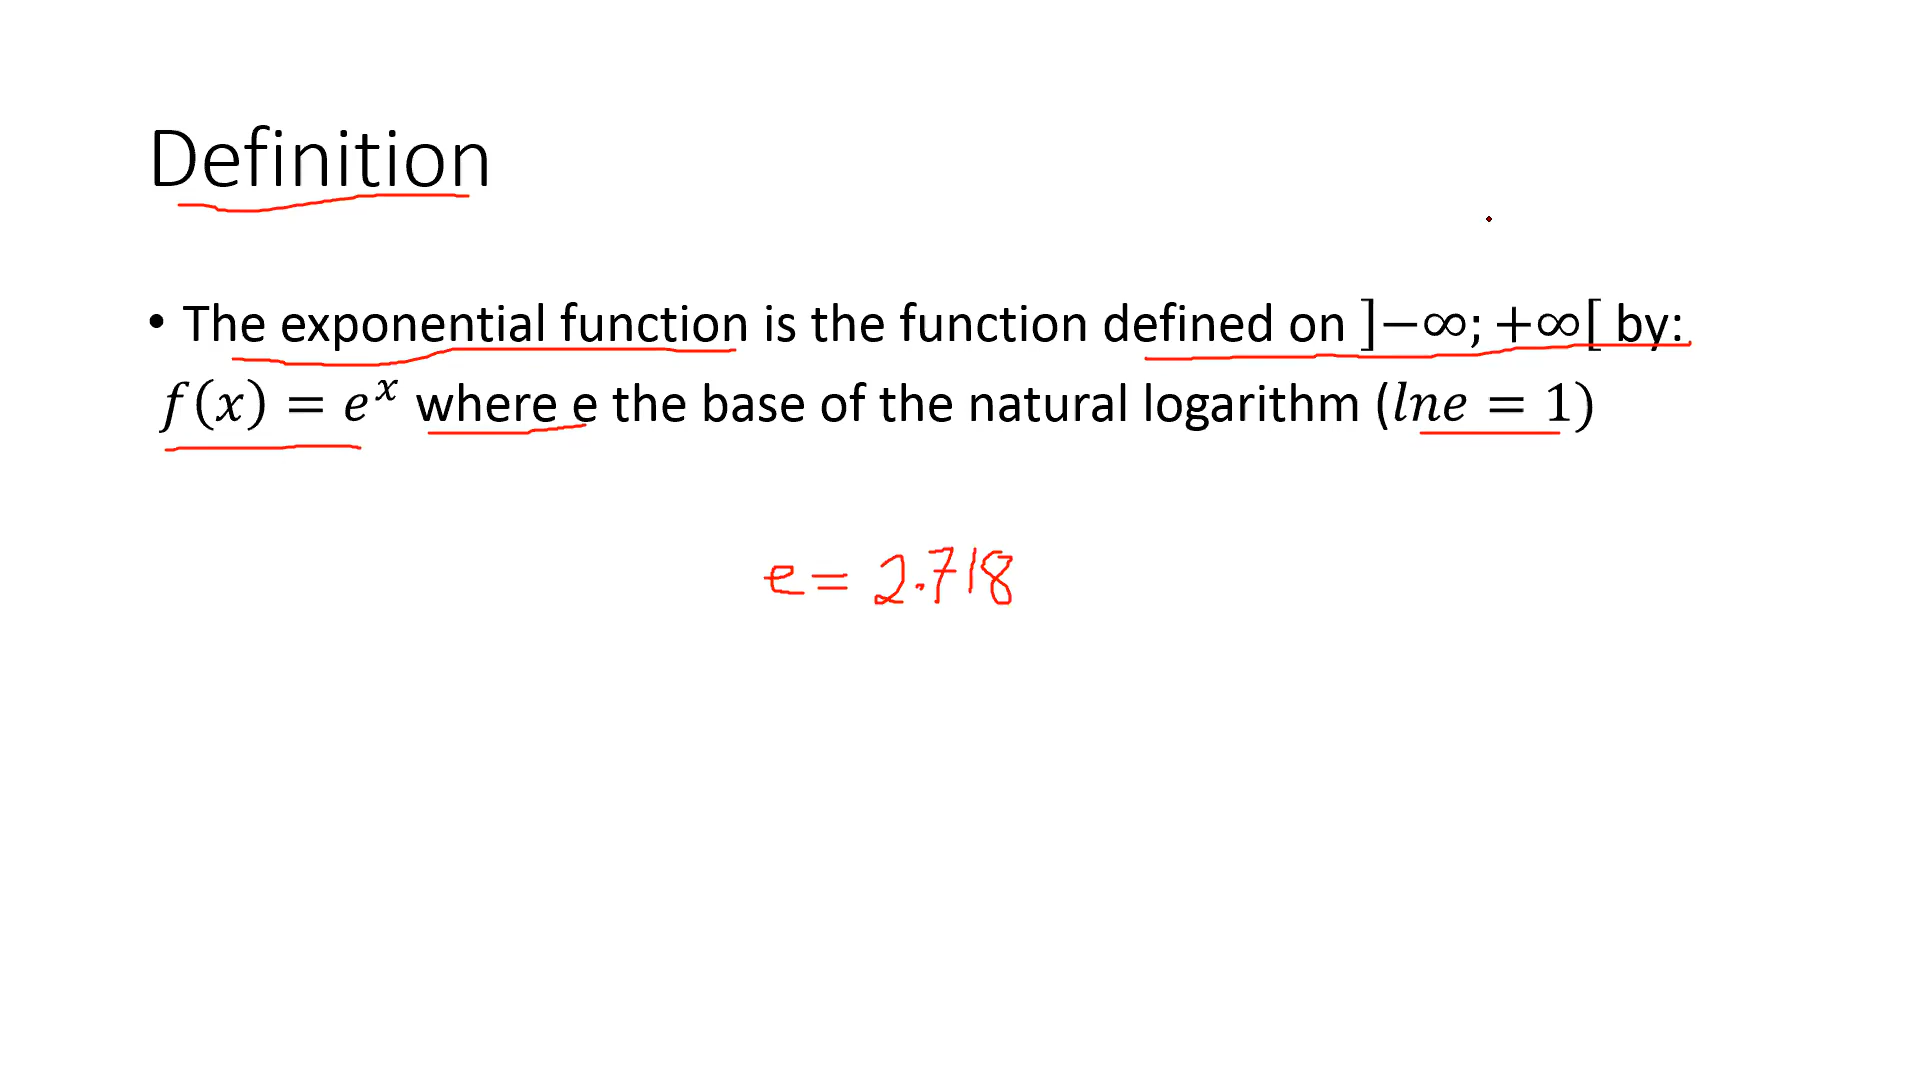 Definition
• The exponential function is the function defined on ]−∞; +∞[ by:
f(x) = eˣ where e the base of the natural logarithm (lne = 1)
e = 2.718